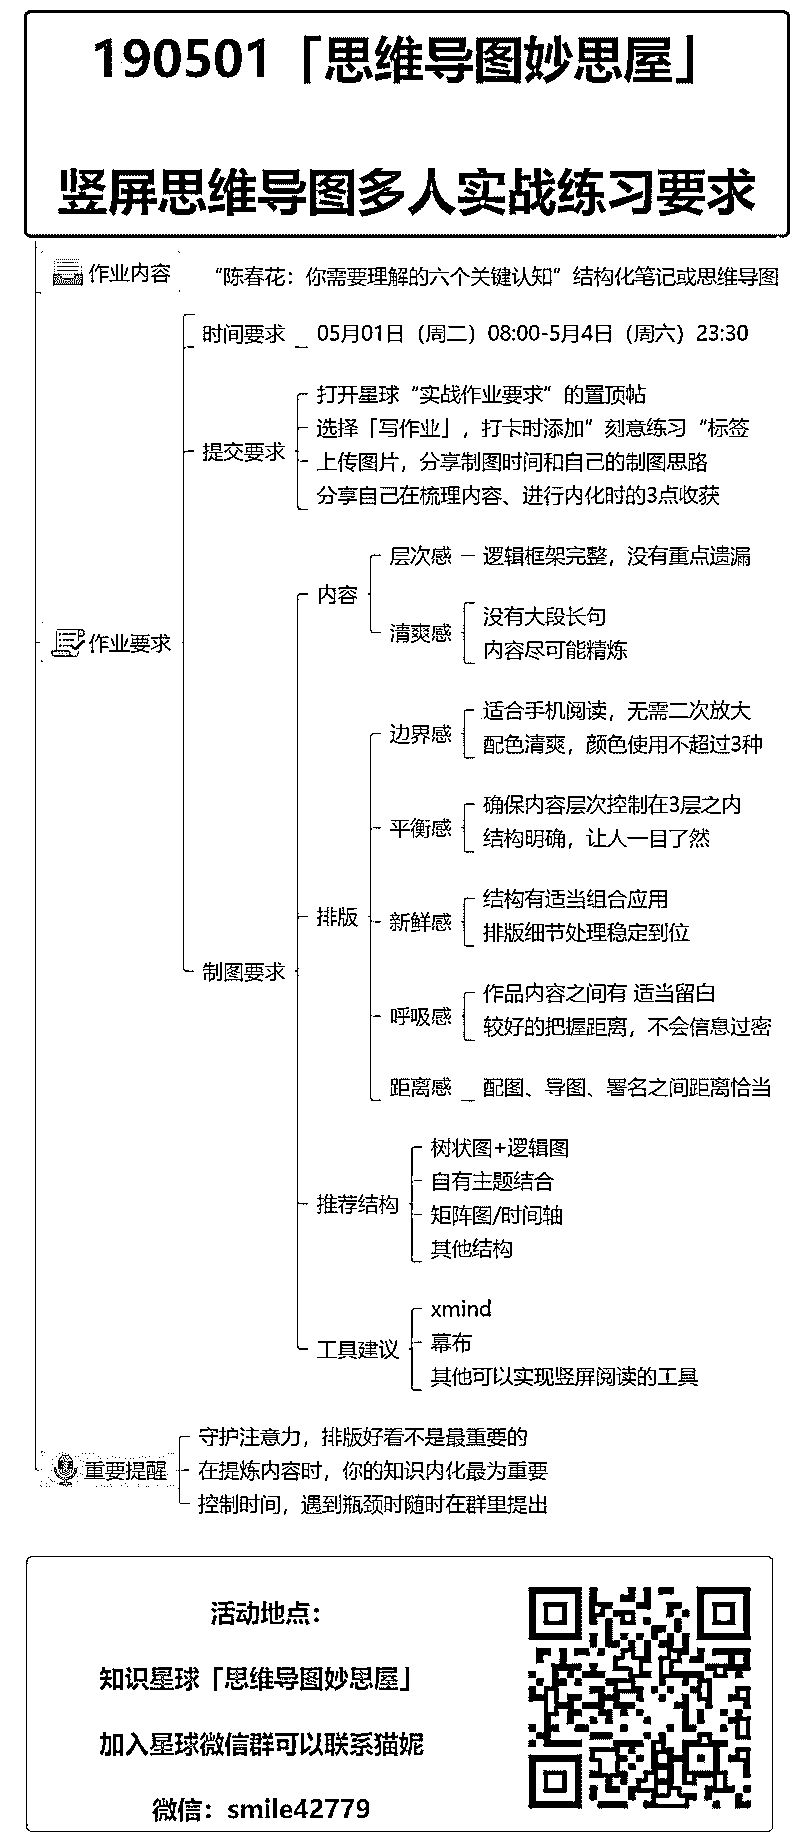 190501「思维导图妙思屋」
竖屏思维导图多人实战练习要求
作业内容
“陈春花：你需要理解的六个关键认知”结构化笔记或思维导图
作业要求
时间要求
05月01日（周二）08:00-5月4日（周六）23:30
提交要求
打开星球“实战作业要求”的置顶帖
选择「写作业」，打卡时添加”刻意练习“标签
上传图片，分享制图时间和自己的制图思路
分享自己在梳理内容、进行内化时的3点收获
制图要求
内容
层次感
逻辑框架完整，没有重点遗漏
清爽感
没有大段长句
内容尽可能精炼
排版
边界感
适合手机阅读，无需二次放大
配色清爽，颜色使用不超过3种
平衡感
确保内容层次控制在3层之内
结构明确，让人一目了然
新鲜感
结构有适当组合应用
排版细节处理稳定到位
呼吸感
作品内容之间有 适当留白
较好的把握距离，不会信息过密
距离感
配图、导图、署名之间距离恰当
推荐结构
树状图+逻辑图
自有主题结合
矩阵图/时间轴
其他结构
工具建议
xmind
幕布
其他可以实现竖屏阅读的工具
重要提醒
守护注意力，排版好看不是最重要的
在提炼内容时，你的知识内化最为重要
控制时间，遇到瓶颈时随时在群里提出
活动地点：
知识星球「思维导图妙思屋」
加入星球微信群可以联系猫妮
微信：smile42779